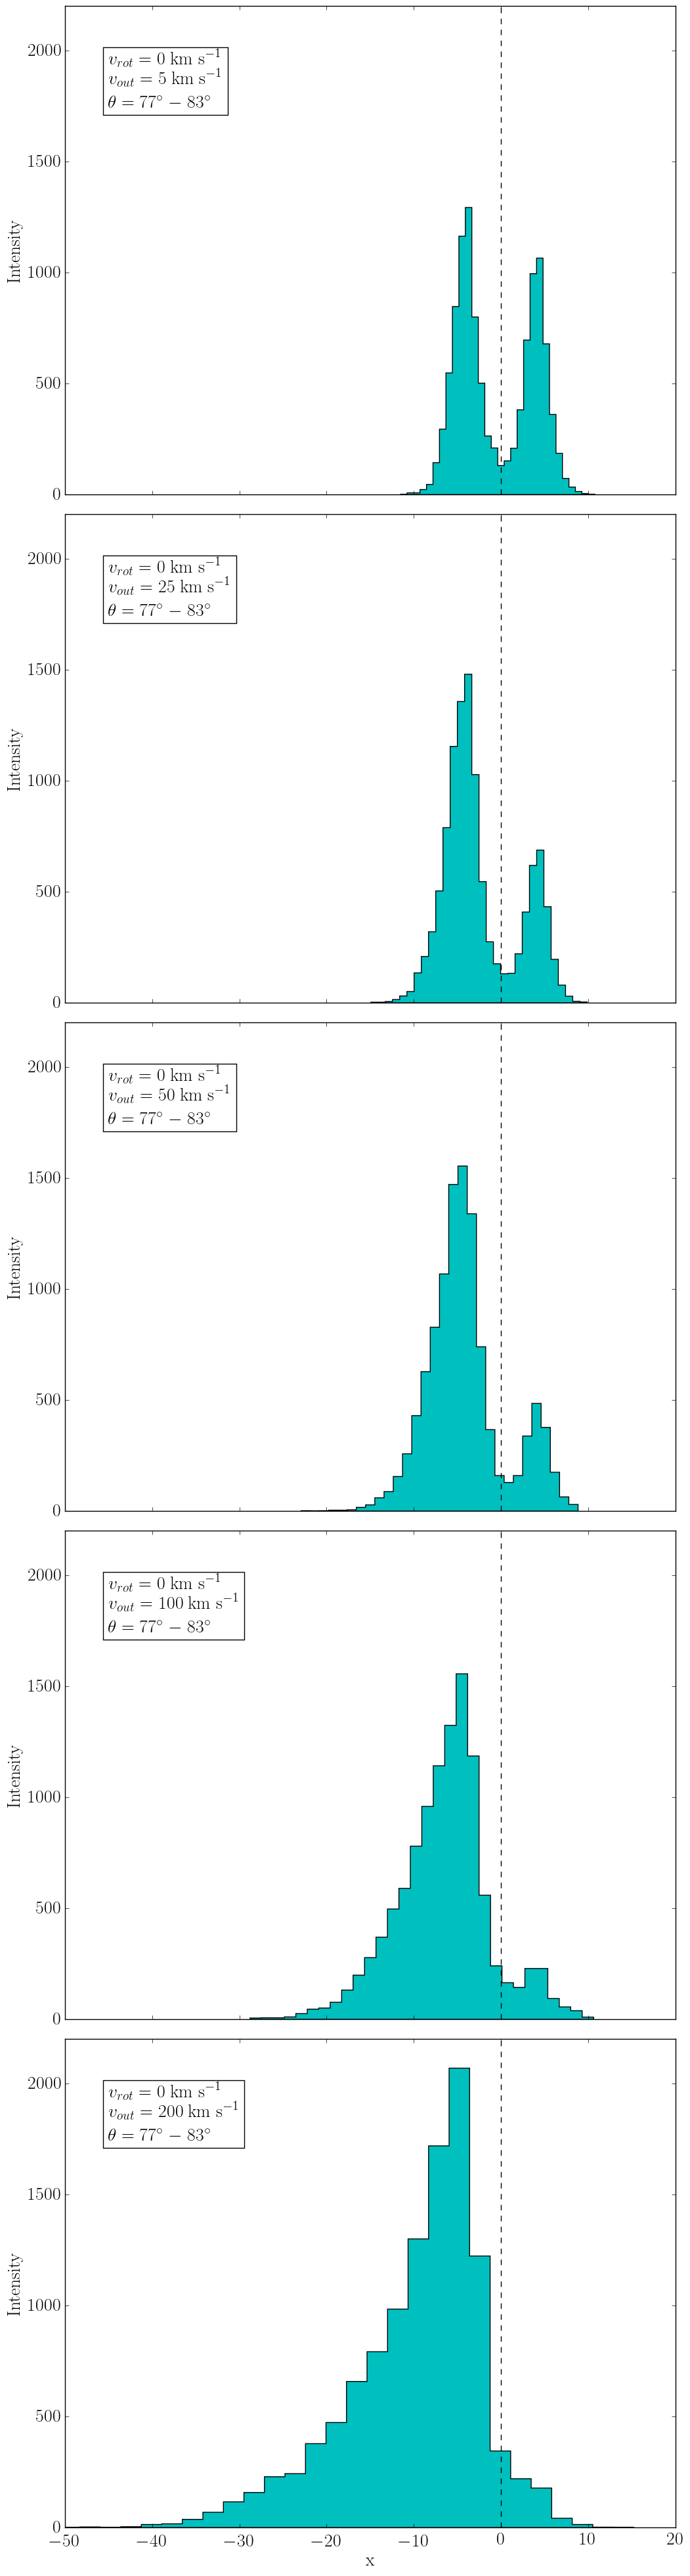 2000
1500
1000
500
0
Intensity
v_rot = 0 km s⁻¹
v_out = 5 km s⁻¹
θ = 77° − 83°
2000
1500
1000
500
0
Intensity
v_rot = 0 km s⁻¹
v_out = 25 km s⁻¹
θ = 77° − 83°
2000
1500
1000
500
0
Intensity
v_rot = 0 km s⁻¹
v_out = 50 km s⁻¹
θ = 77° − 83°
2000
1500
1000
500
0
Intensity
v_rot = 0 km s⁻¹
v_out = 100 km s⁻¹
θ = 77° − 83°
2000
1500
1000
500
0
Intensity
v_rot = 0 km s⁻¹
v_out = 200 km s⁻¹
θ = 77° − 83°
−50 −40 −30 −20 −10 0 10 20
x